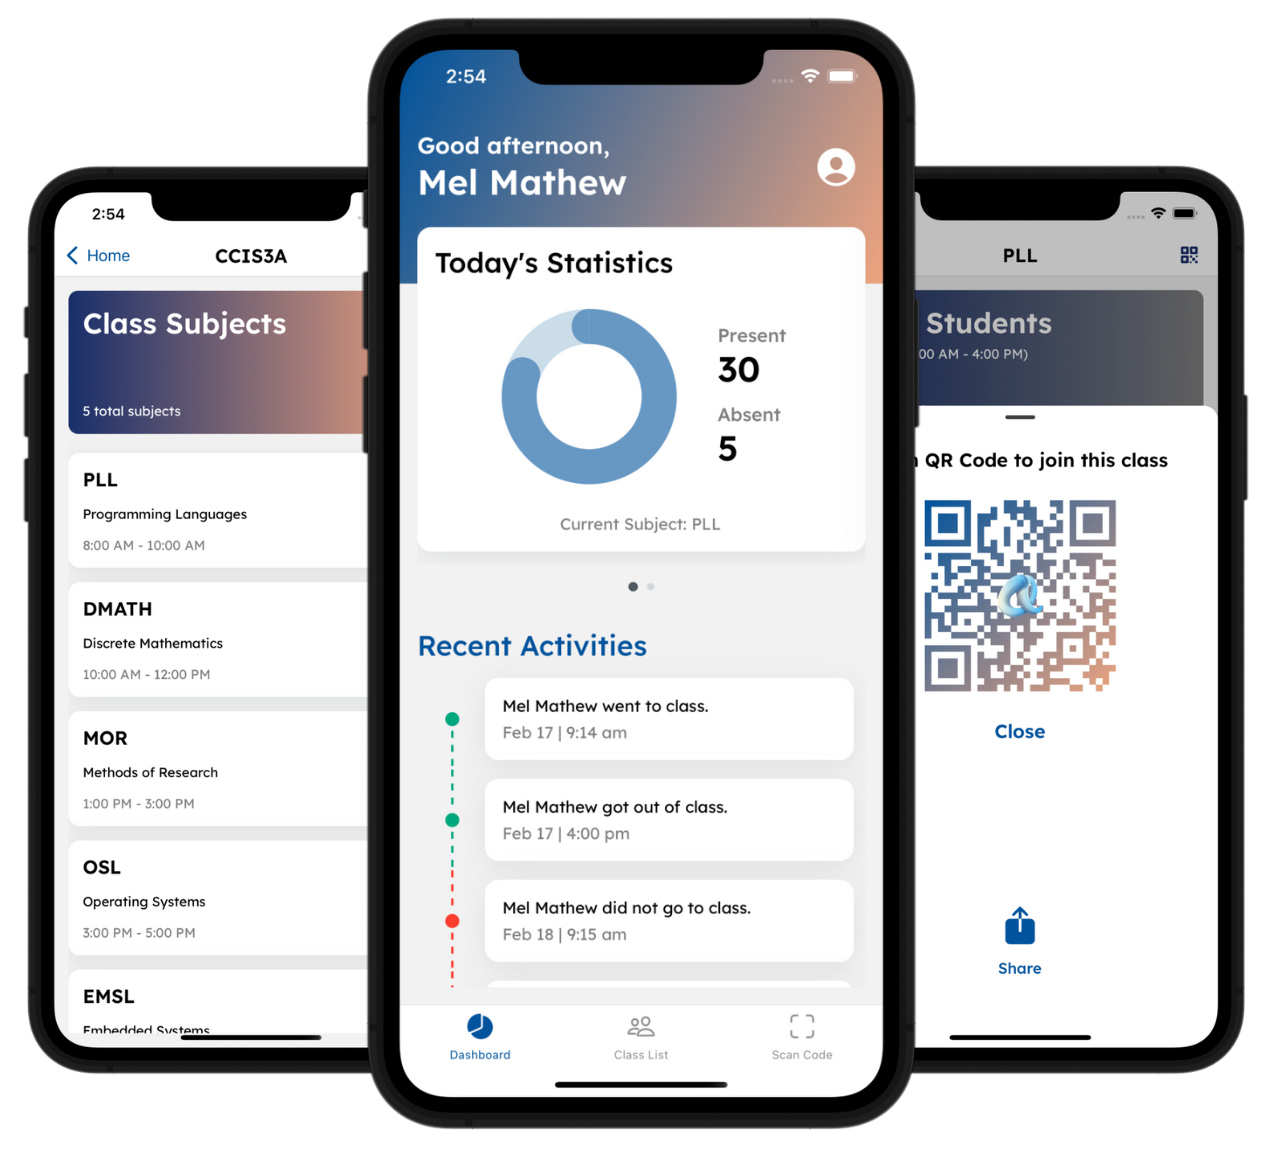 2:54
Home
CCIS3A
Class Subjects
5 total subjects
PLL
Programming Languages
8:00 AM - 10:00 AM
DMATH
Discrete Mathematics
10:00 AM - 12:00 PM
MOR
Methods of Research
1:00 PM - 3:00 PM
OSL
Operating Systems
3:00 PM - 5:00 PM
EMSL
Embedded Systems
2:54
Good afternoon,
Mel Mathew
Today's Statistics
Present
30
Absent
5
Current Subject: PLL
Recent Activities
Mel Mathew went to class.
Feb 17 | 9:14 am
Mel Mathew got out of class.
Feb 17 | 4:00 pm
Mel Mathew did not go to class.
Feb 18 | 9:15 am
Dashboard
Class List
Scan Code
PLL
Students
00 AM - 4:00 PM)
QR Code to join this class
Close
Share